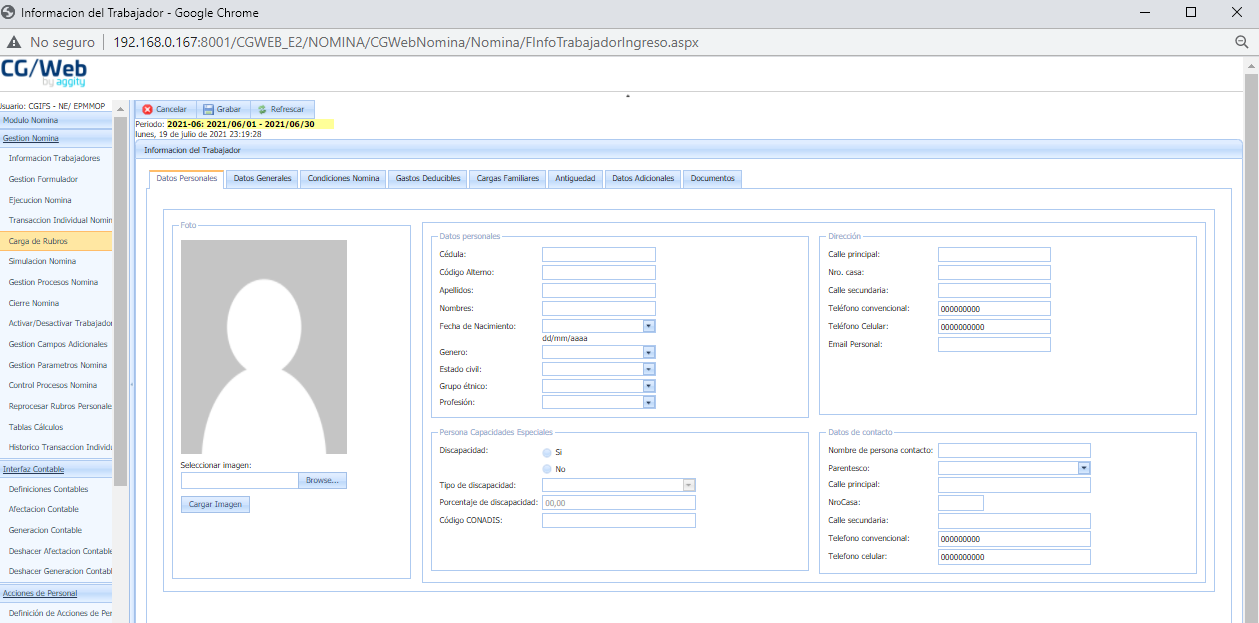 Informacion del Trabajador - Google Chrome
No seguro 192.168.0.167:8001/CGWEB_E2/NOMINA/CGWebNomina/Nomina/FInfoTrabajadorIngreso.aspx
CG/Web
by aggity
Jsuario: CGIFS - NE/ EPMMOP
Modulo Nomina
Gestion Nomina
Informacion Trabajadores
Gestion Formulador
Ejecucion Nomina
Transaccion Individual Nomin
Carga de Rubros
Simulacion Nomina
Gestion Procesos Nomina
Cierre Nomina
Activar/Desactivar Trabajador
Gestion Campos Adicionales
Gestion Parametros Nomina
Control Procesos Nomina
Reprocesar Rubros Personale
Tablas Cálculos
Historico Transaccion Individu
Interfaz Contable
Definiciones Contables
Afectacion Contable
Generacion Contable
Deshacer Afectacion Contable
Deshacer Generacion Contabl
Acciones de Personal
Definición de Acciones de Per
Cancelar Grabar Refrescar
Periodo: 2021-06: 2021/06/01 - 2021/06/30
lunes, 19 de julio de 2021 23:19:28
Informacion del Trabajador
Datos Personales Datos Generales Condiciones Nomina Gastos Deducibles Cargas Familiares Antiguedad Datos Adicionales Documentos
Foto
Seleccionar imagen:
Browse...
Cargar Imagen
Datos personales
Cédula:
Código Alterno:
Apellidos:
Nombres:
Fecha de Nacimiento:
dd/mm/aaaa
Genero:
Estado civil:
Grupo étnico:
Profesión:
Persona Capacidades Especiales
Discapacidad: Si
No
Tipo de discapacidad:
Porcentaje de discapacidad: 00,00
Código CONADIS:
Dirección
Calle principal:
Nro. casa:
Calle secundaria:
Teléfono convencional: 000000000
Teléfono Celular: 0000000000
Email Personal:
Datos de contacto
Nombre de persona contacto:
Parentesco:
Calle principal:
NroCasa:
Calle secundaria:
Telefono convencional: 000000000
Telefono celular: 0000000000